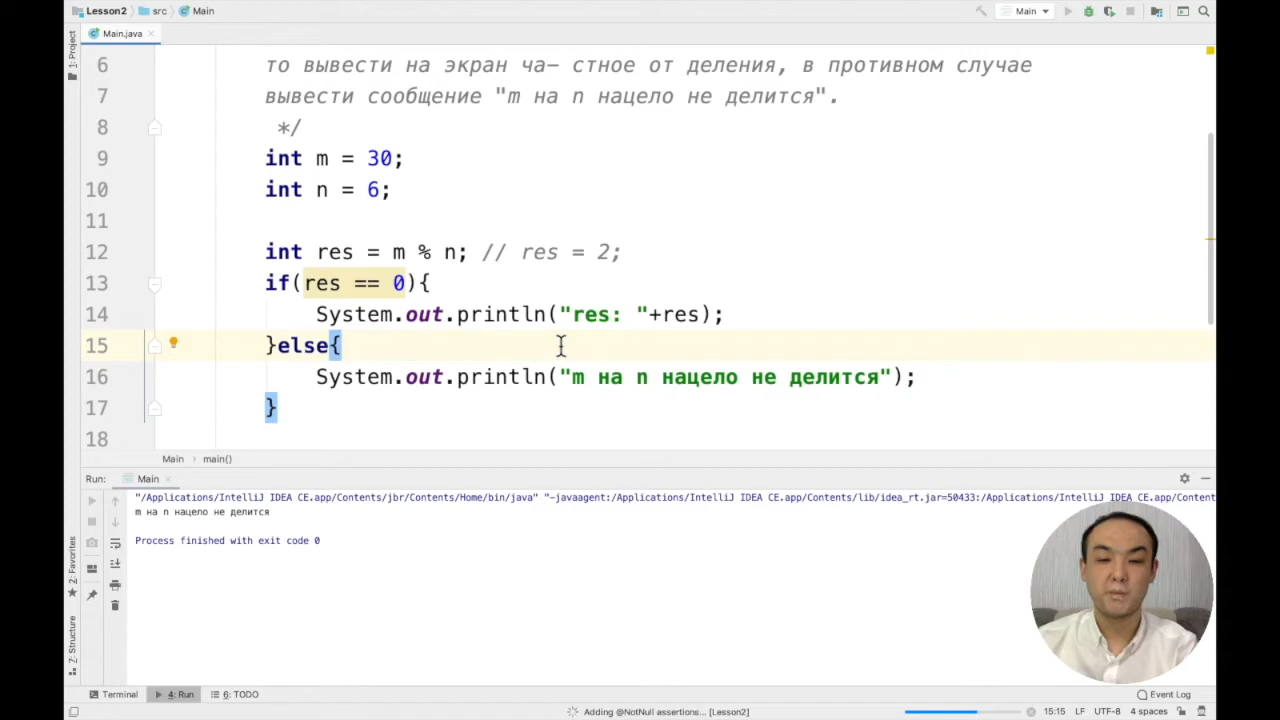 Lesson2 src Main
Main
Main.java
1: Project
6 то вывести на экран ча- стное от деления, в противном случае
7 вывести сообщение "m на n нацело не делится".
8 */
9 int m = 30;
10 int n = 6;
11
12 int res = m % n; // res = 2;
13 if(res == 0){
14 System.out.println("res: "+res);
15 }else{
16 System.out.println("m на n нацело не делится");
17 }
18
Main main()
Run: Main
"/Applications/IntelliJ IDEA CE.app/Contents/jbr/Contents/Home/bin/java" "-javaagent:/Applications/IntelliJ IDEA CE.app/Contents/lib/idea_rt.jar=50433:/Applications/IntelliJ IDEA CE.app/Content
m на n нацело не делится
Process finished with exit code 0
2: Favorites
7: Structure
Terminal 4: Run 6: TODO Event Log
Adding @NotNull assertions... [Lesson2] 15:15 LF UTF-8 4 spaces